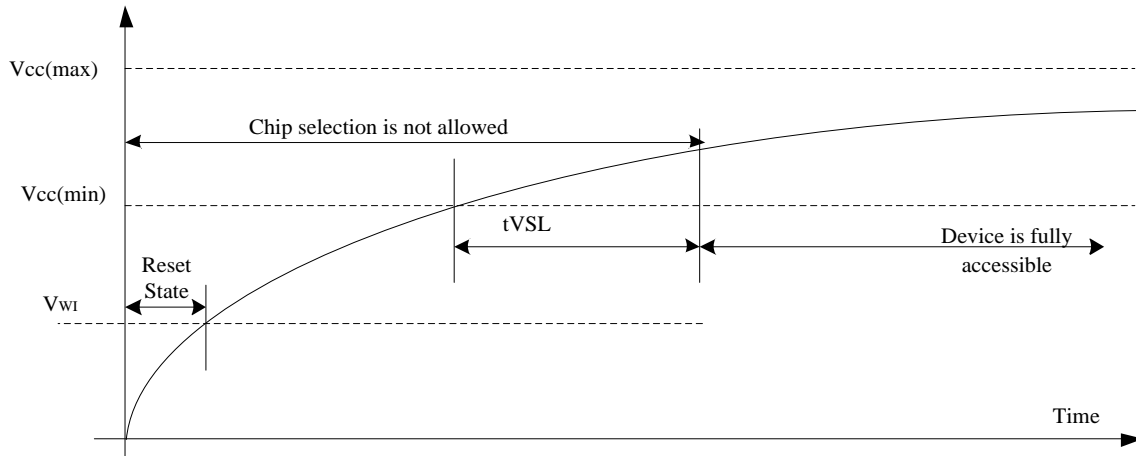 Vcc(max)
Chip selection is not allowed
Vcc(min)
tVSL
Device is fully
accessible
Reset
State
VWI
Time